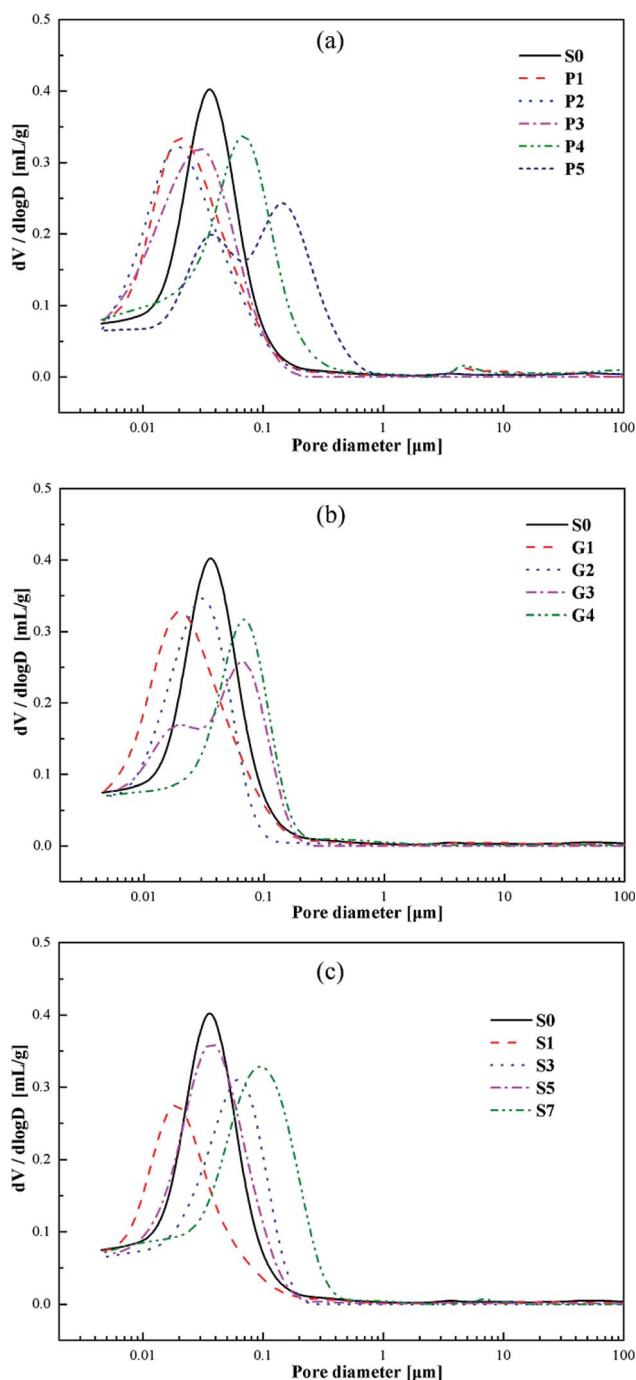 (a)
S0
P1
P2
P3
P4
P5
dV / dlogD [mL/g]
0.5
0.4
0.3
0.2
0.1
0.0
0.01 0.1 1 10 100
Pore diameter [µm]
(b)
S0
G1
G2
G3
G4
dV / dlogD [mL/g]
0.5
0.4
0.3
0.2
0.1
0.0
0.01 0.1 1 10 100
Pore diameter [µm]
(c)
S0
S1
S3
S5
S7
dV / dlogD [mL/g]
0.5
0.4
0.3
0.2
0.1
0.0
0.01 0.1 1 10 100
Pore diameter [µm]